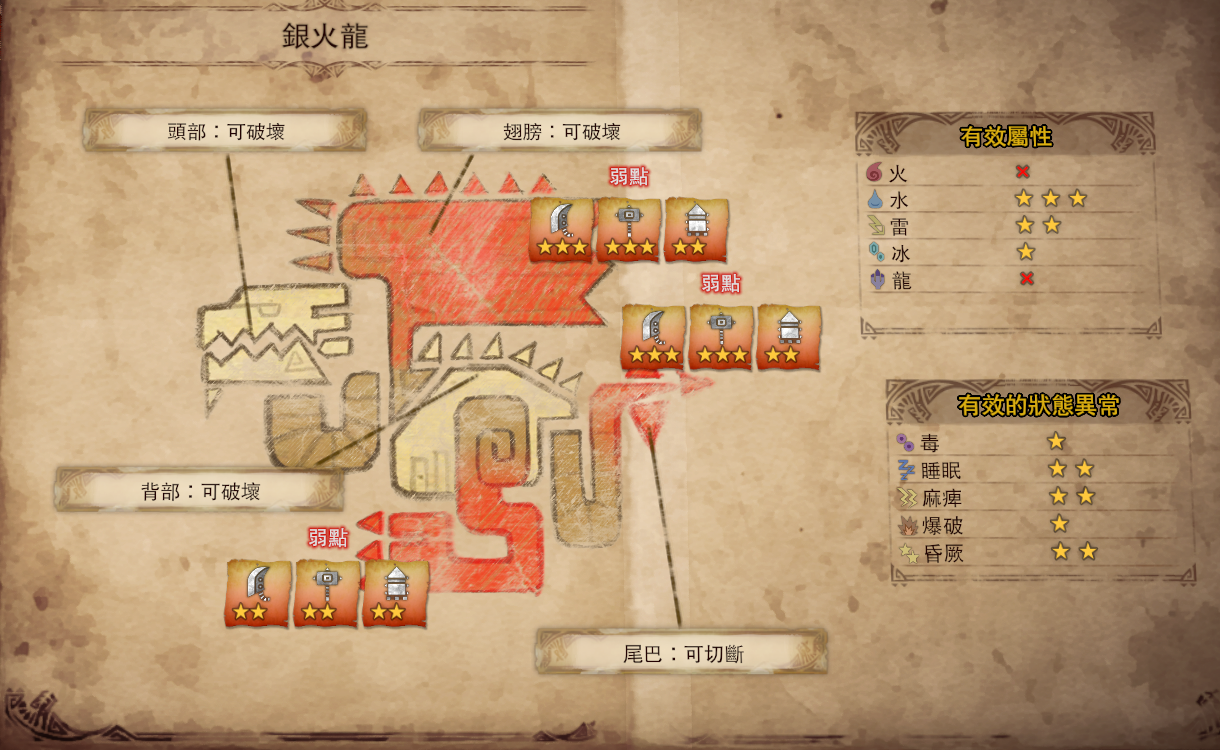 銀火龍
頭部：可破壞
翅膀：可破壞
弱點
弱點
背部：可破壞
弱點
尾巴：可切斷
有效屬性
火
水
雷
冰
龍
有效的狀態異常
毒
睡眠
麻痺
爆破
昏厥